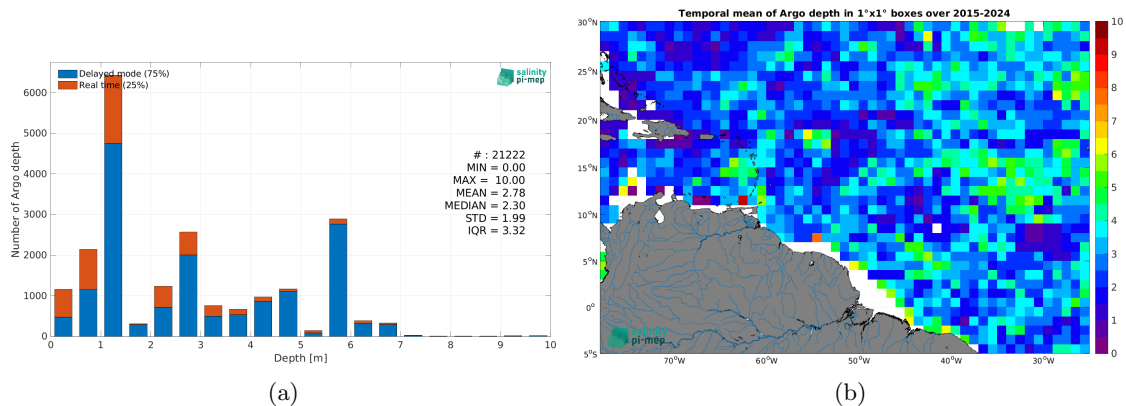 Delayed mode (75%)
Real time (25%)
salinity
pi-mep
6000
5000
4000
3000
2000
1000
0
Number of Argo depth
# : 21222
MIN = 0.00
MAX = 10.00
MEAN = 2.78
MEDIAN = 2.30
STD = 1.99
IQR = 3.32
0 1 2 3 4 5 6 7 8 9 10
Depth [m]
(a)
Temporal mean of Argo depth in 1°x1° boxes over 2015-2024
30°N
25°N
20°N
15°N
10°N
5°N
0°
5°S
70°W 60°W 50°W 40°W 30°W
salinity
pi-mep
10
9
8
7
6
5
4
3
2
1
0
(b)